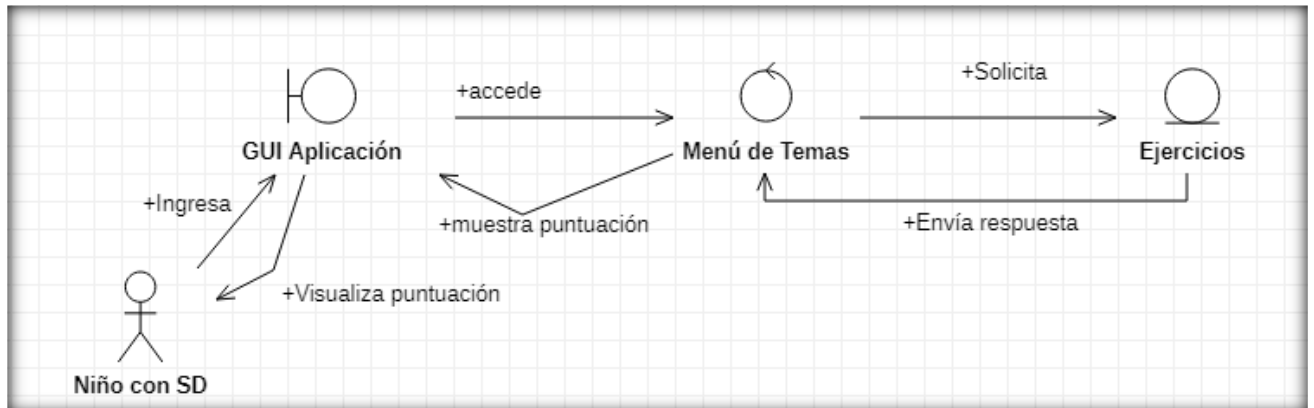 +Solicita
+accede
GUI Aplicación
Menú de Temas
Ejercicios
+Ingresa
+muestra puntuación
+Envía respuesta
+Visualiza puntuación
Niño con SD